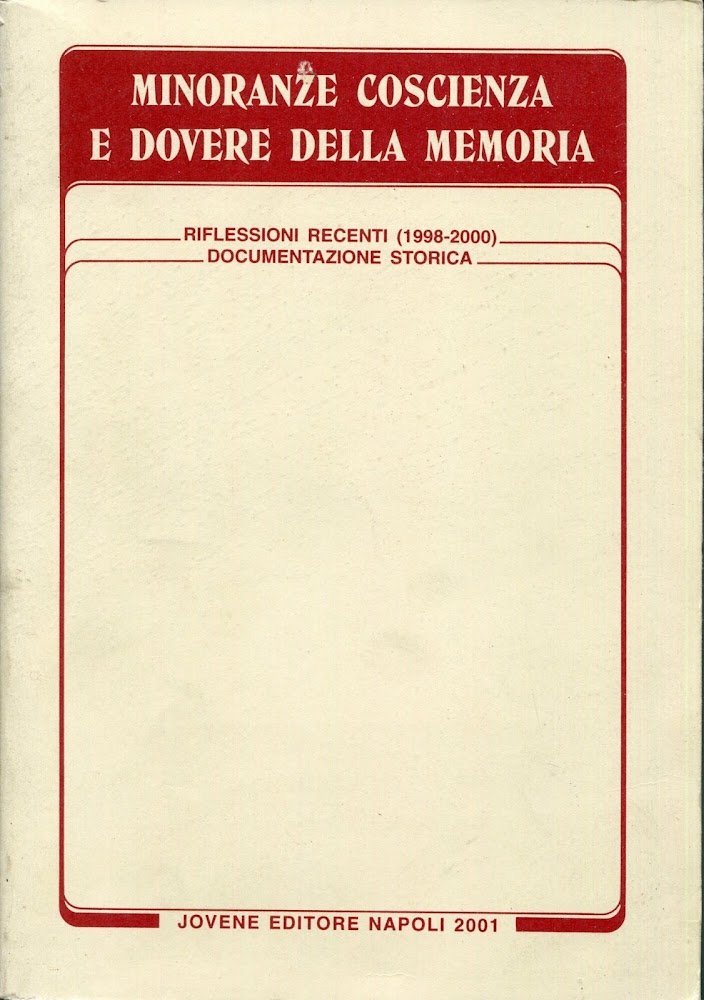 MINORANZE COSCIENZA
E DOVERE DELLA MEMORIA
RIFLESSIONI RECENTI (1998-2000)
DOCUMENTAZIONE STORICA
JOVENE EDITORE NAPOLI 2001